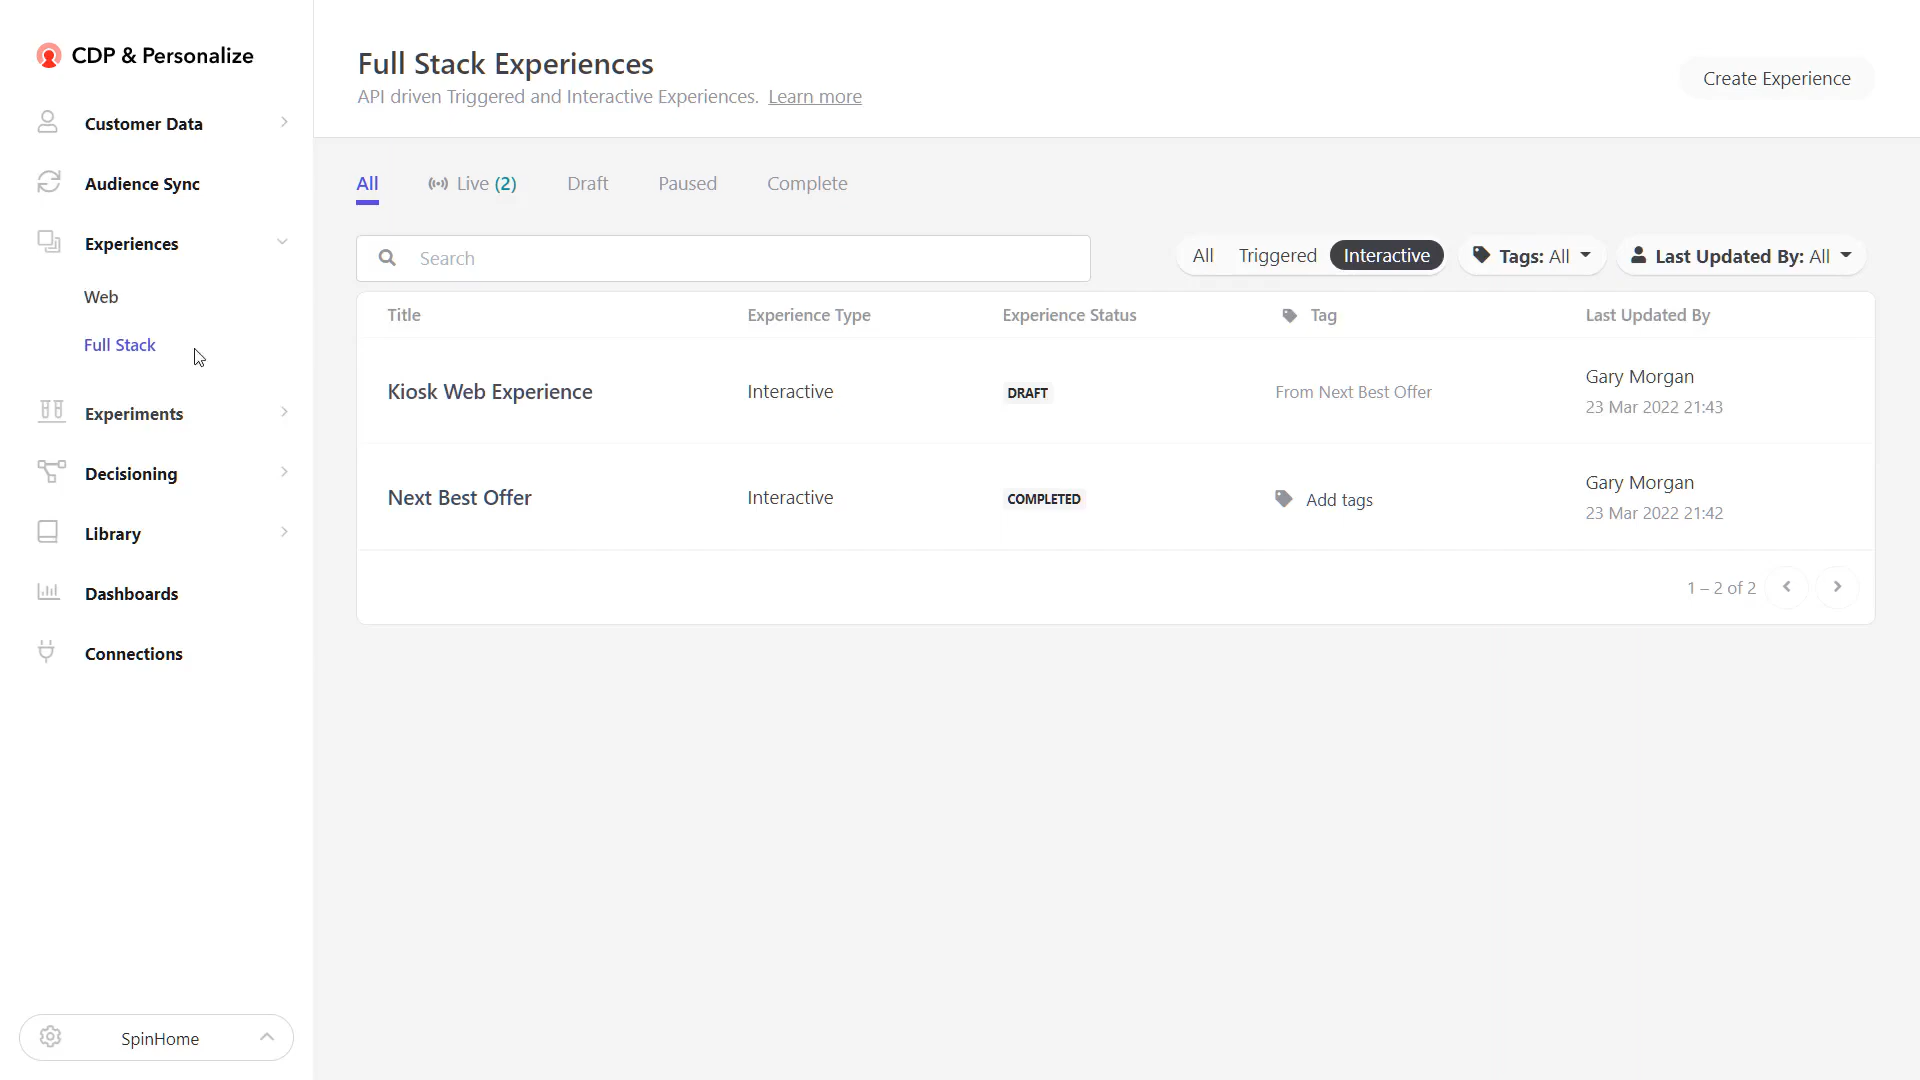 CDP & Personalize
Customer Data
Audience Sync
Experiences
Web
Full Stack
Experiments
Decisioning
Library
Dashboards
Connections
SpinHome
Full Stack Experiences
API driven Triggered and Interactive Experiences. Learn more
Create Experience
All Live (2) Draft Paused Complete
Search
All Triggered Interactive Tags: All Last Updated By: All
Title Experience Type Experience Status Tag Last Updated By
Kiosk Web Experience Interactive DRAFT From Next Best Offer Gary Morgan
23 Mar 2022 21:43
Next Best Offer Interactive COMPLETED Add tags Gary Morgan
23 Mar 2022 21:42
1 – 2 of 2